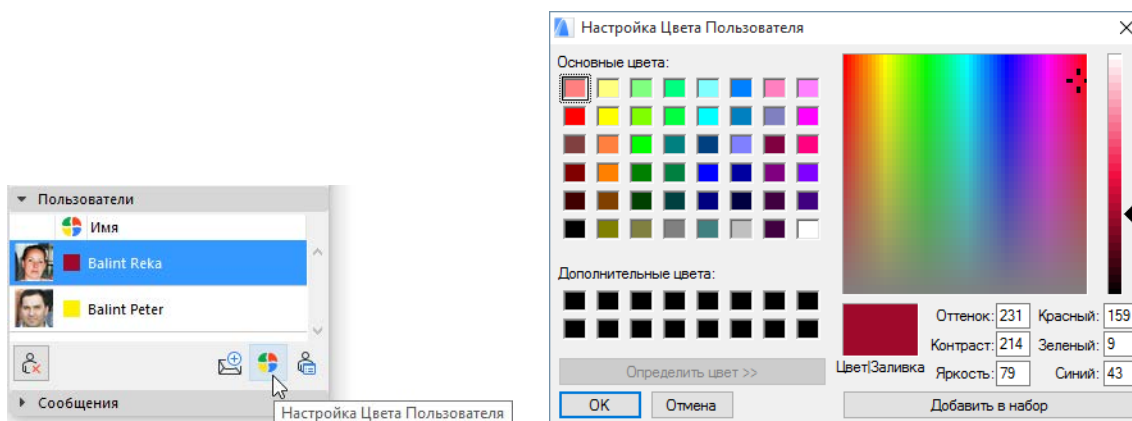 Пользователи
Имя
Balint Reka
Balint Peter
Сообщения
Настройка Цвета Пользователя
Настройка Цвета Пользователя
Основные цвета:
Дополнительные цвета:
Определить цвет >>
OK Отмена
Цвет|Заливка
Оттенок: 231 Красный: 159
Контраст: 214 Зеленый: 9
Яркость: 79 Синий: 43
Добавить в набор